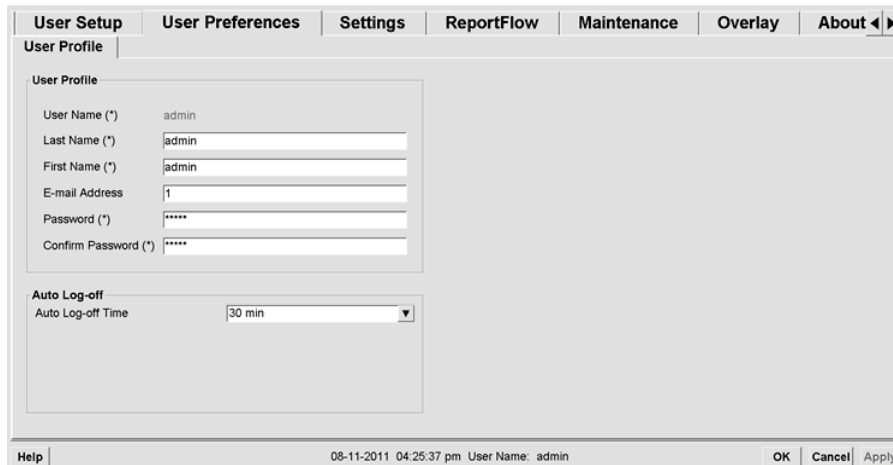 User Setup User Preferences Settings ReportFlow Maintenance Overlay About
User Profile
User Profile
User Name (*) admin
Last Name (*) admin
First Name (*) admin
E-mail Address 1
Password (*) *****
Confirm Password (*) *****
Auto Log-off
Auto Log-off Time 30 min
Help 08-11-2011 04:25:37 pm User Name: admin OK Cancel Apply